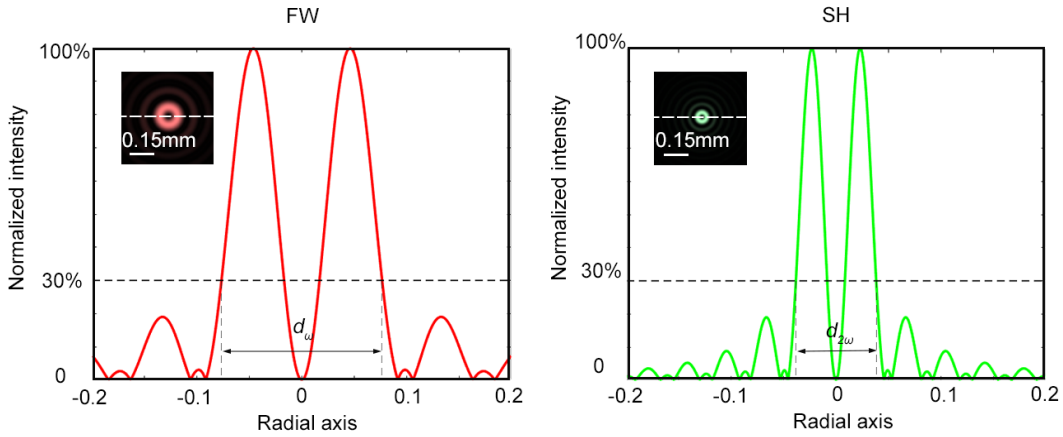 FW
100%
30%
0
Normalized intensity
0.15mm
dω
-0.2
-0.1
0
0.1
0.2
Radial axis
SH
100%
30%
0
Normalized intensity
0.15mm
d2ω
-0.2
-0.1
0
0.1
0.2
Radial axis